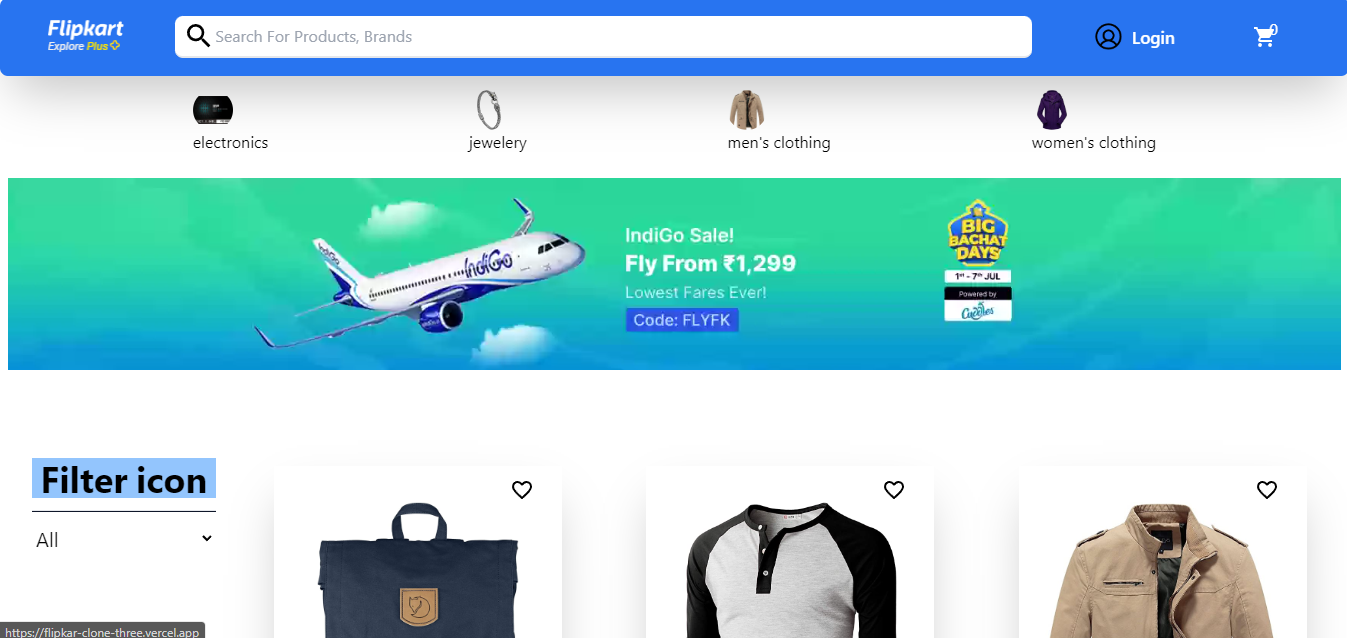 Flipkart
Explore Plus
Search For Products, Brands
Login
0
electronics
jewelery
men's clothing
women's clothing
IndiGo
IndiGo
IndiGo
IndiGo Sale!
Fly From ₹1,299
Lowest Fares Ever!
Code: FLYFK
BIG
BACHAT
DAYS
1st - 7th JUL
Powered by
Filter icon
All
https://flipkar-clone-three.vercel.app